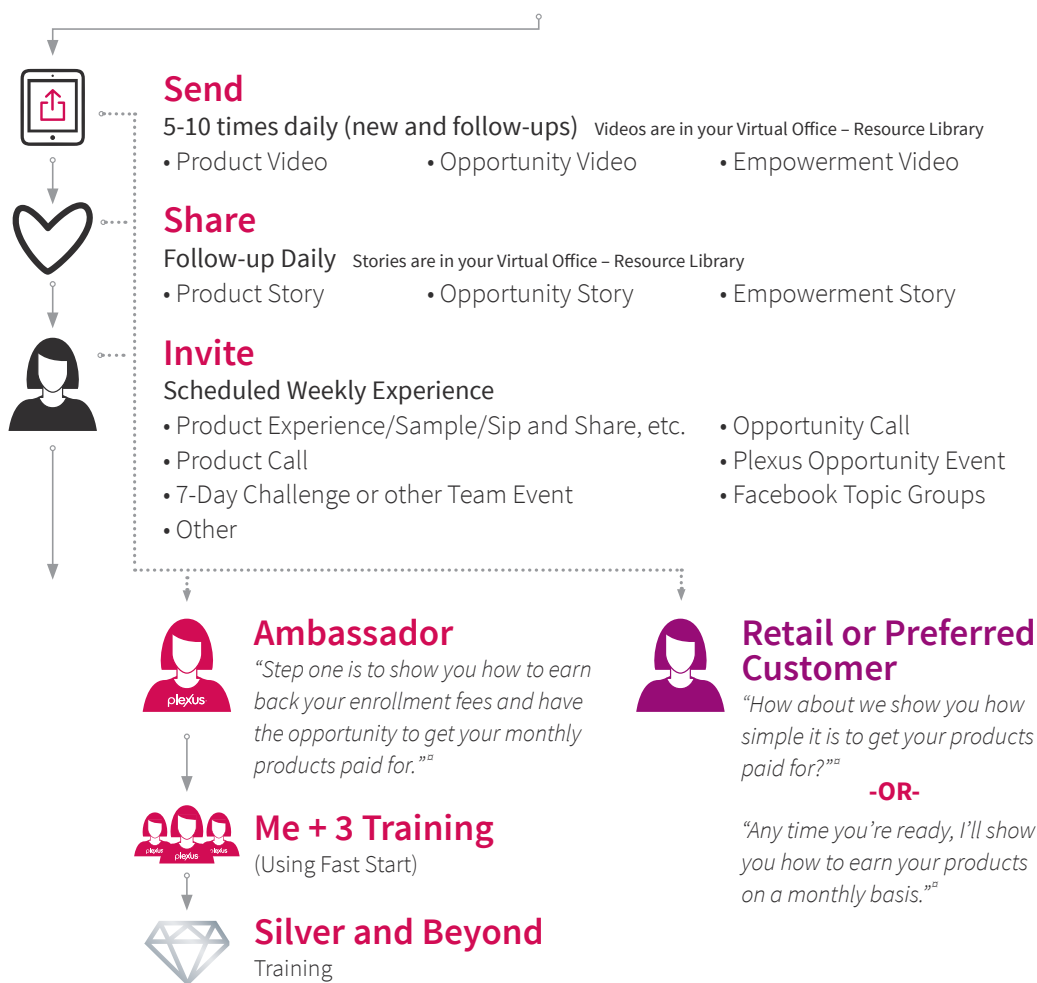 Send
5-10 times daily (new and follow-ups) Videos are in your Virtual Office – Resource Library
• Product Video • Opportunity Video • Empowerment Video
Share
Follow-up Daily Stories are in your Virtual Office – Resource Library
• Product Story • Opportunity Story • Empowerment Story
Invite
Scheduled Weekly Experience
• Product Experience/Sample/Sip and Share, etc.
• Product Call
• 7-Day Challenge or other Team Event
• Other
• Opportunity Call
• Plexus Opportunity Event
• Facebook Topic Groups
plexus
Ambassador
“Step one is to show you how to earn
back your enrollment fees and have
the opportunity to get your monthly
products paid for.”¤
plexus plexus plexus
Me + 3 Training
(Using Fast Start)
Silver and Beyond
Training
Retail or Preferred
Customer
“How about we show you how
simple it is to get your products
paid for?”¤
-OR-
“Any time you’re ready, I’ll show
you how to earn your products
on a monthly basis.”¤